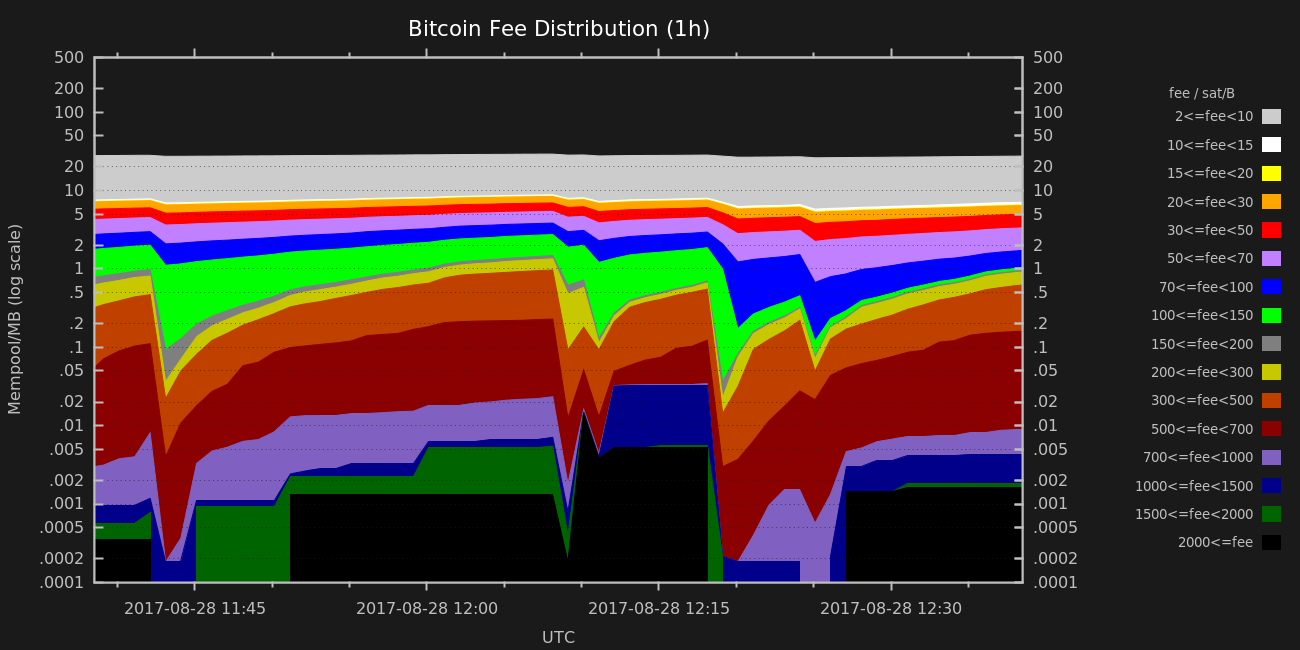 Bitcoin Fee Distribution (1h)
Mempool/MB (log scale)
500
200
100
50
20
10
5
2
1
.5
.2
.1
.05
.02
.01
.005
.002
.001
.0005
.0002
.0001
500
200
100
50
20
10
5
2
1
.5
.2
.1
.05
.02
.01
.005
.002
.001
.0005
.0002
.0001
2017-08-28 11:45
2017-08-28 12:00
2017-08-28 12:15
2017-08-28 12:30
UTC
fee / sat/B
2<=fee<10
10<=fee<15
15<=fee<20
20<=fee<30
30<=fee<50
50<=fee<70
70<=fee<100
100<=fee<150
150<=fee<200
200<=fee<300
300<=fee<500
500<=fee<700
700<=fee<1000
1000<=fee<1500
1500<=fee<2000
2000<=fee